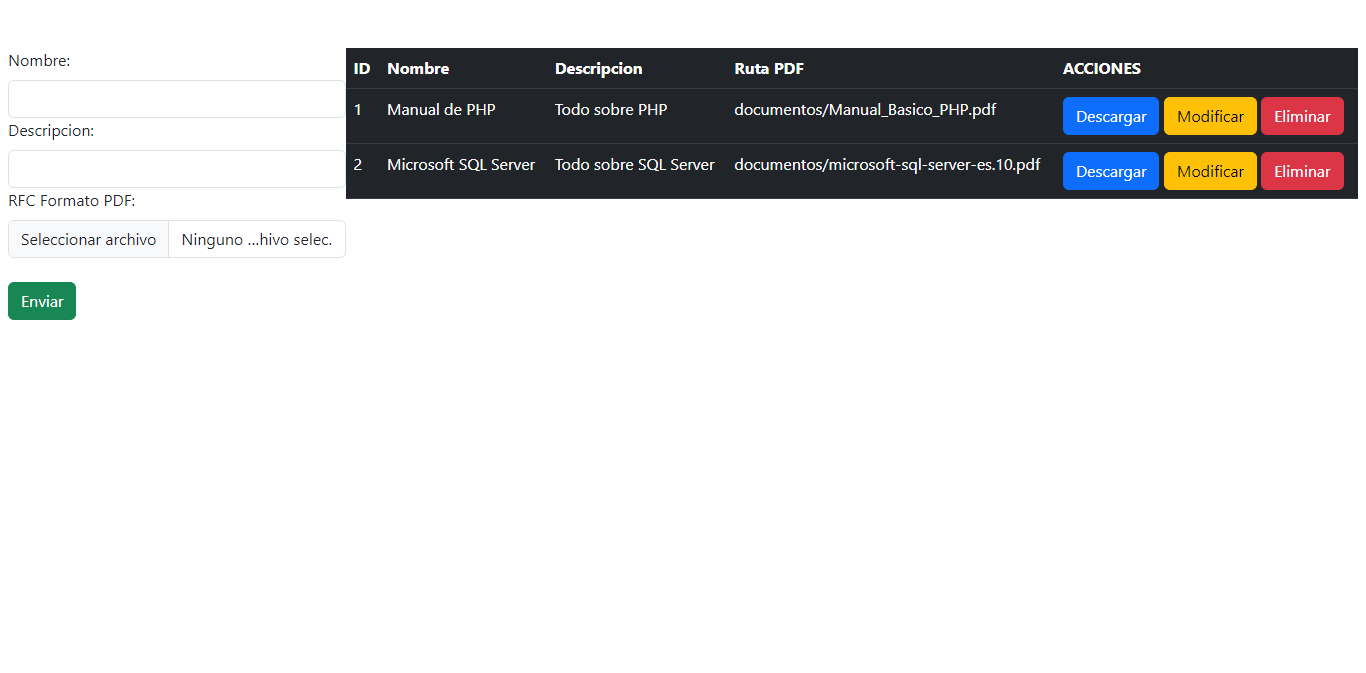 Nombre:
Descripcion:
RFC Formato PDF:
Seleccionar archivo Ninguno ...hivo selec.
Enviar
ID Nombre Descripcion Ruta PDF ACCIONES
1 Manual de PHP Todo sobre PHP documentos/Manual_Basico_PHP.pdf Descargar Modificar Eliminar
2 Microsoft SQL Server Todo sobre SQL Server documentos/microsoft-sql-server-es.10.pdf Descargar Modificar Eliminar